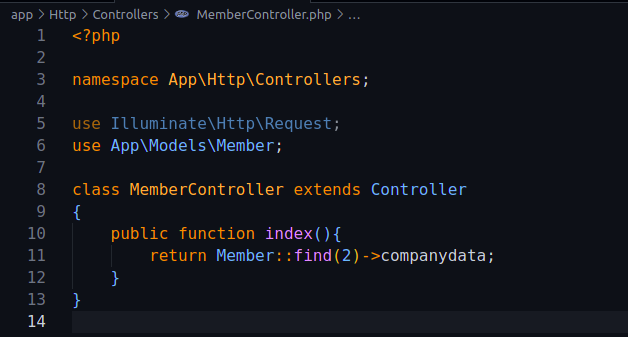 app > Http > Controllers > MemberController.php > ...
1 <?php
2
3 namespace App\Http\Controllers;
4
5 use Illuminate\Http\Request;
6 use App\Models\Member;
7
8 class MemberController extends Controller
9 {
10     public function index(){
11         return Member::find(2)->companydata;
12     }
13 }
14